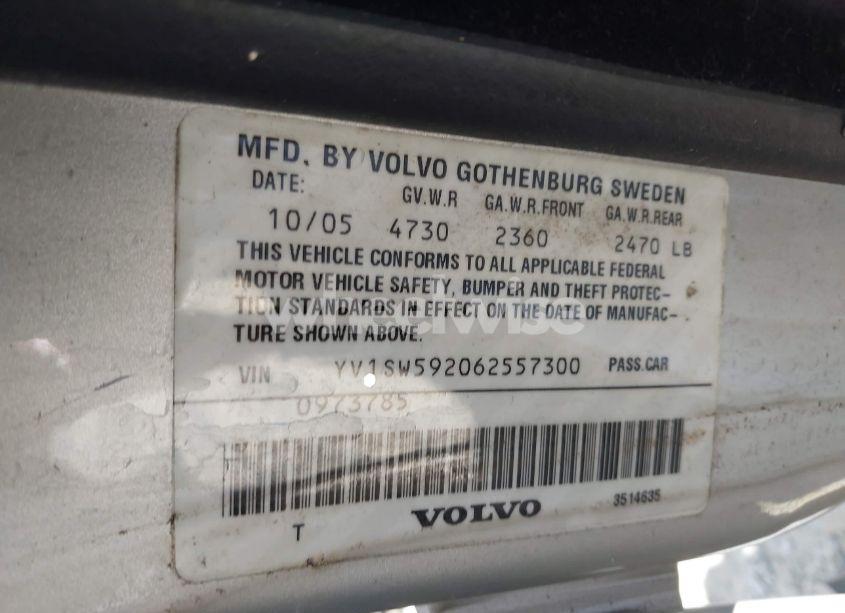 MFD. BY VOLVO GOTHENBURG SWEDEN
DATE: GV.W.R GA.W.R.FRONT GA.W.R.REAR
10/05 4730 2360 2470 LB
THIS VEHICLE CONFORMS TO ALL APPLICABLE FEDERAL
MOTOR VEHICLE SAFETY, BUMPER AND THEFT PROTEC-
TION STANDARDS IN EFFECT ON THE DATE OF MANUFAC-
TURE SHOWN ABOVE.
VIN YV1SW592062557300 PASS.CAR
0973785
T VOLVO 3514635